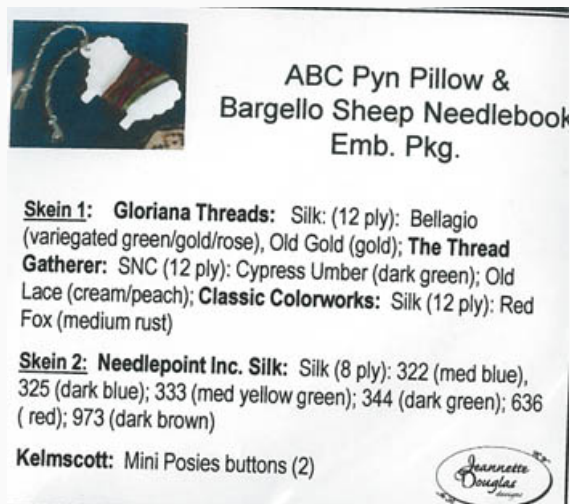 ABC Pyn Pillow &
Bargello Sheep Needlebook
Emb. Pkg.
Skein 1: Gloriana Threads: Silk: (12 ply): Bellagio
(variegated green/gold/rose), Old Gold (gold); The Thread
Gatherer: SNC (12 ply): Cypress Umber (dark green); Old
Lace (cream/peach); Classic Colorworks: Silk (12 ply): Red
Fox (medium rust)
Skein 2: Needlepoint Inc. Silk: Silk (8 ply): 322 (med blue),
325 (dark blue); 333 (med yellow green); 344 (dark green); 636
( red); 973 (dark brown)
Kelmscott: Mini Posies buttons (2)
Jeannette
Douglas
designs